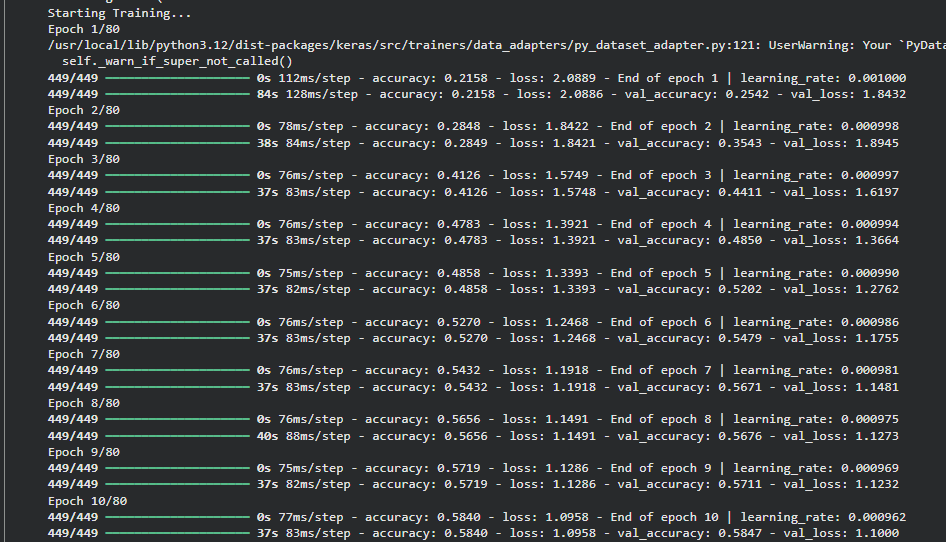 Starting Training...
Epoch 1/80
/usr/local/lib/python3.12/dist-packages/keras/src/trainers/data_adapters/py_dataset_adapter.py:121: UserWarning: Your `PyData
self._warn_if_super_not_called()
449/449 0s 112ms/step - accuracy: 0.2158 - loss: 2.0889 - End of epoch 1 | learning_rate: 0.001000
449/449 84s 128ms/step - accuracy: 0.2158 - loss: 2.0886 - val_accuracy: 0.2542 - val_loss: 1.8432
Epoch 2/80
449/449 0s 78ms/step - accuracy: 0.2848 - loss: 1.8422 - End of epoch 2 | learning_rate: 0.000998
449/449 38s 84ms/step - accuracy: 0.2849 - loss: 1.8421 - val_accuracy: 0.3543 - val_loss: 1.8945
Epoch 3/80
449/449 0s 76ms/step - accuracy: 0.4126 - loss: 1.5749 - End of epoch 3 | learning_rate: 0.000997
449/449 37s 83ms/step - accuracy: 0.4126 - loss: 1.5748 - val_accuracy: 0.4411 - val_loss: 1.6197
Epoch 4/80
449/449 0s 76ms/step - accuracy: 0.4783 - loss: 1.3921 - End of epoch 4 | learning_rate: 0.000994
449/449 37s 83ms/step - accuracy: 0.4783 - loss: 1.3921 - val_accuracy: 0.4850 - val_loss: 1.3664
Epoch 5/80
449/449 0s 75ms/step - accuracy: 0.4858 - loss: 1.3393 - End of epoch 5 | learning_rate: 0.000990
449/449 37s 82ms/step - accuracy: 0.4858 - loss: 1.3393 - val_accuracy: 0.5202 - val_loss: 1.2762
Epoch 6/80
449/449 0s 76ms/step - accuracy: 0.5270 - loss: 1.2468 - End of epoch 6 | learning_rate: 0.000986
449/449 37s 83ms/step - accuracy: 0.5270 - loss: 1.2468 - val_accuracy: 0.5479 - val_loss: 1.1755
Epoch 7/80
449/449 0s 76ms/step - accuracy: 0.5432 - loss: 1.1918 - End of epoch 7 | learning_rate: 0.000981
449/449 37s 83ms/step - accuracy: 0.5432 - loss: 1.1918 - val_accuracy: 0.5671 - val_loss: 1.1481
Epoch 8/80
449/449 0s 76ms/step - accuracy: 0.5656 - loss: 1.1491 - End of epoch 8 | learning_rate: 0.000975
449/449 40s 88ms/step - accuracy: 0.5656 - loss: 1.1491 - val_accuracy: 0.5676 - val_loss: 1.1273
Epoch 9/80
449/449 0s 75ms/step - accuracy: 0.5719 - loss: 1.1286 - End of epoch 9 | learning_rate: 0.000969
449/449 37s 82ms/step - accuracy: 0.5719 - loss: 1.1286 - val_accuracy: 0.5711 - val_loss: 1.1232
Epoch 10/80
449/449 0s 77ms/step - accuracy: 0.5840 - loss: 1.0958 - End of epoch 10 | learning_rate: 0.000962
449/449 37s 83ms/step - accuracy: 0.5840 - loss: 1.0958 - val_accuracy: 0.5847 - val_loss: 1.1000